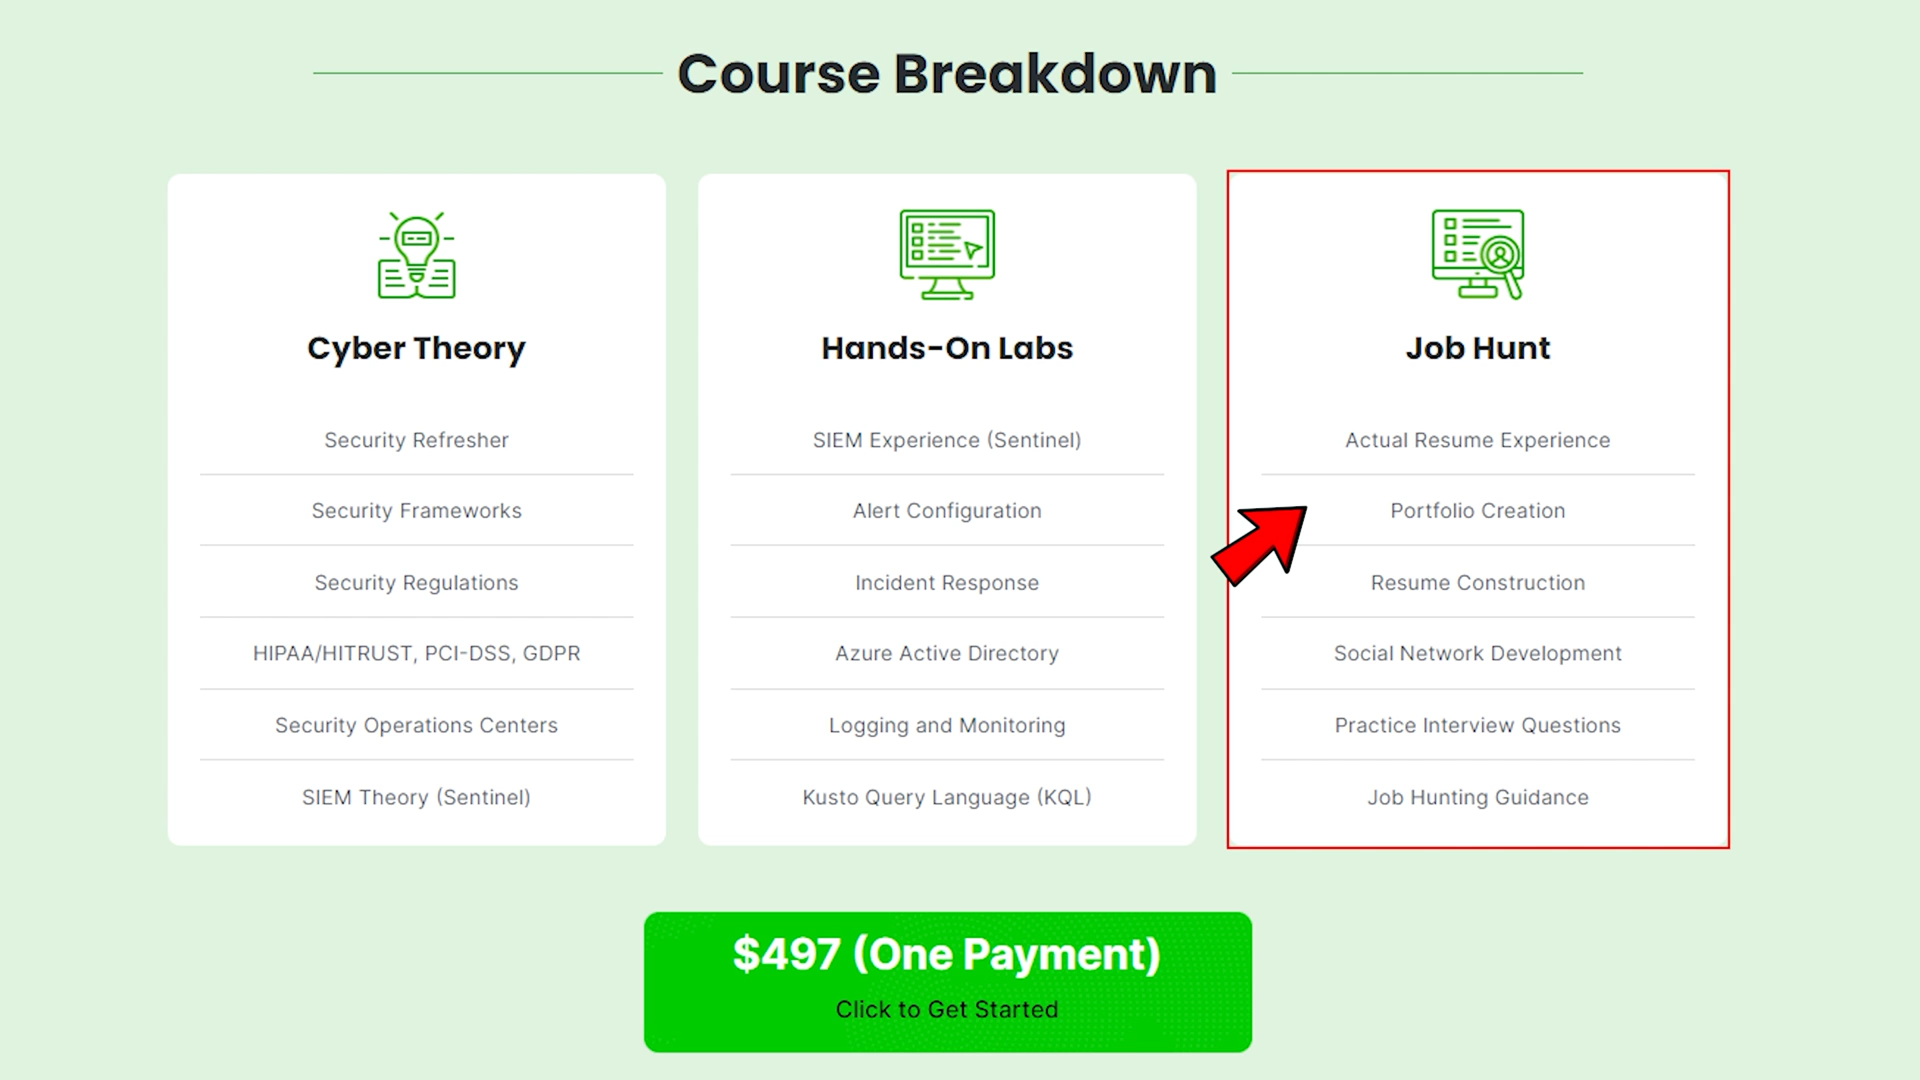 Course Breakdown
Cyber Theory
Security Refresher
Security Frameworks
Security Regulations
HIPAA/HITRUST, PCI-DSS, GDPR
Security Operations Centers
SIEM Theory (Sentinel)
Hands-On Labs
SIEM Experience (Sentinel)
Alert Configuration
Incident Response
Azure Active Directory
Logging and Monitoring
Kusto Query Language (KQL)
Job Hunt
Actual Resume Experience
Portfolio Creation
Resume Construction
Social Network Development
Practice Interview Questions
Job Hunting Guidance
$497 (One Payment)
Click to Get Started